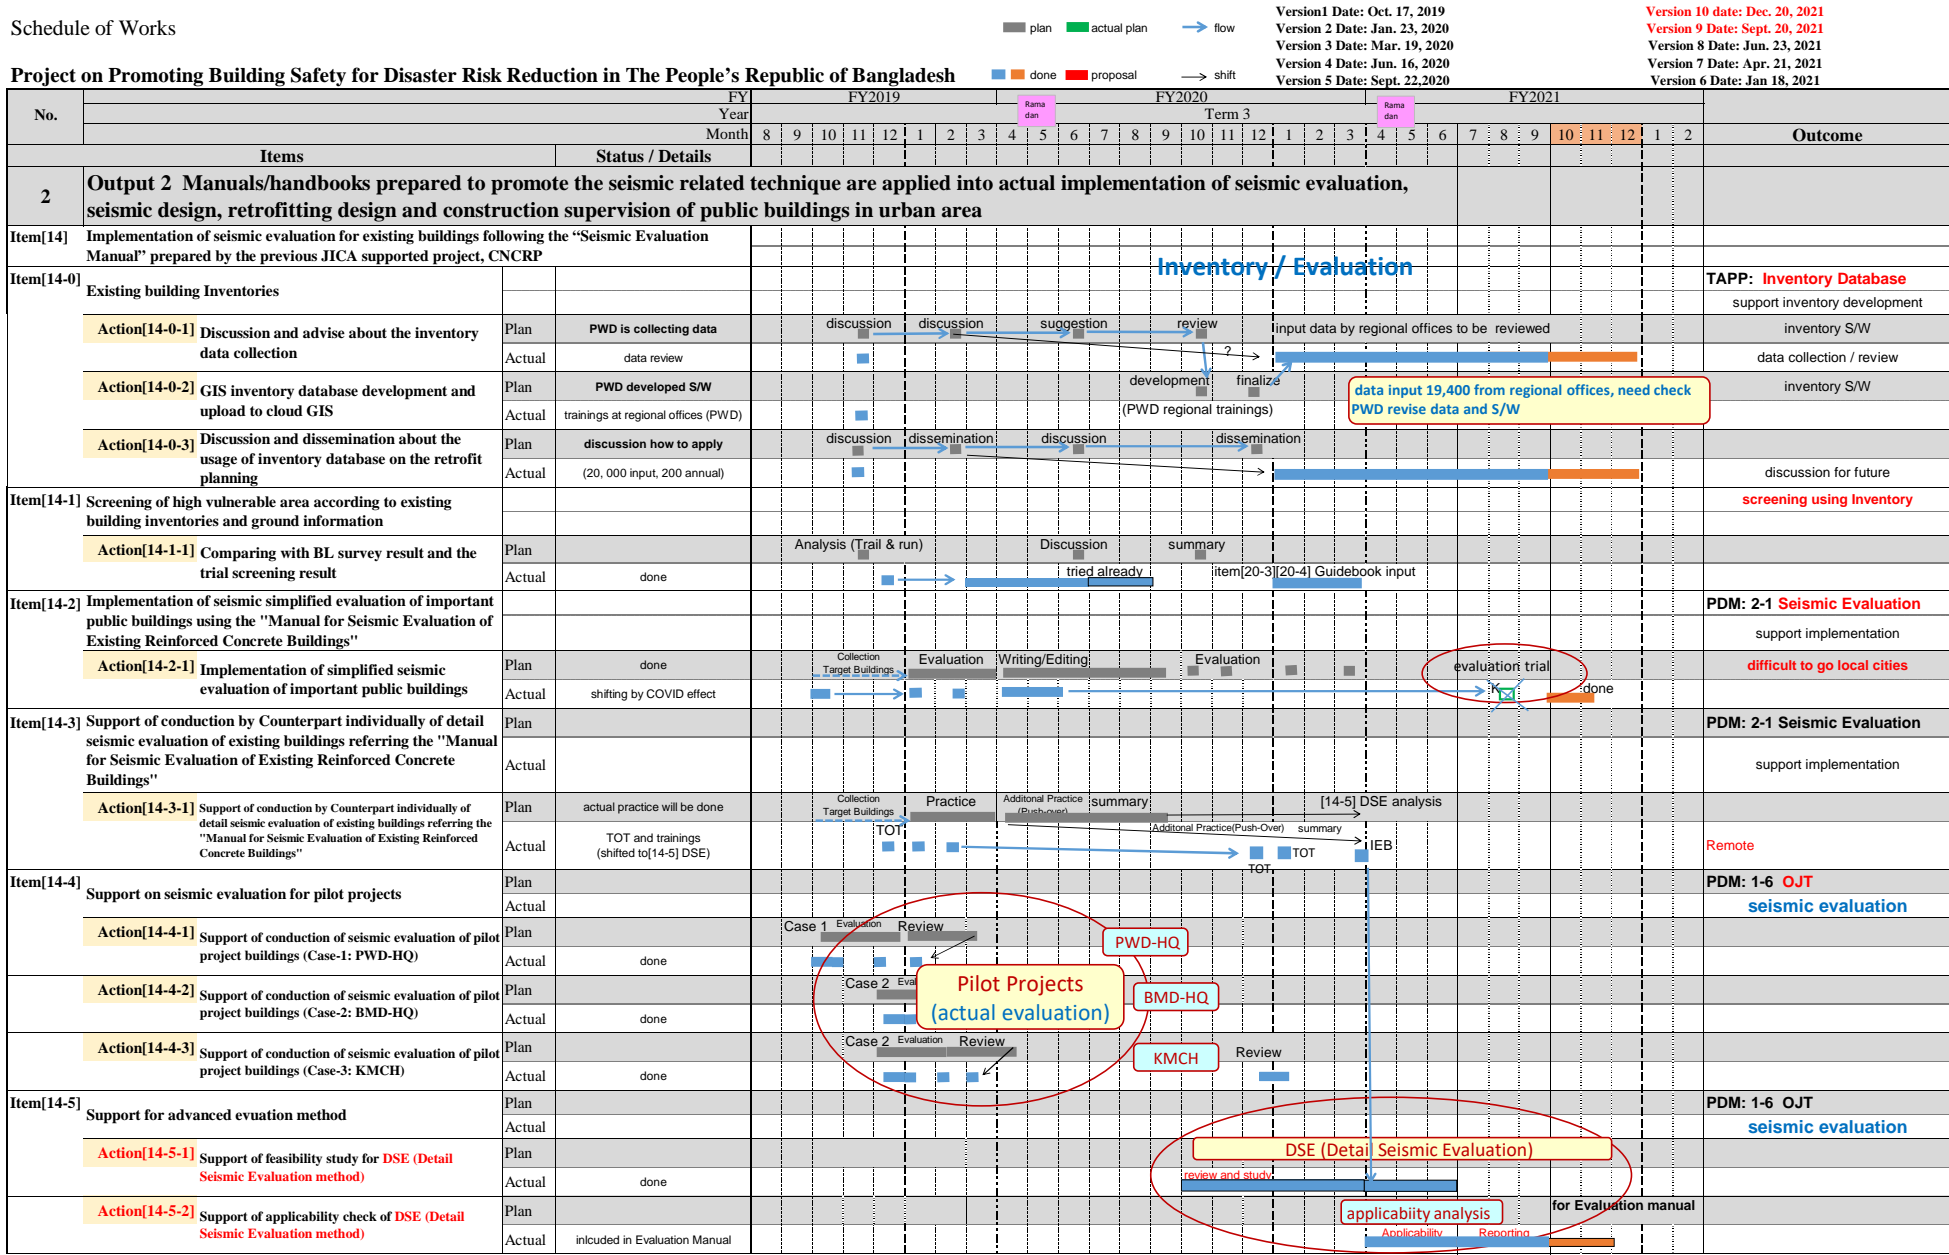 Schedule of Works
Project on Promoting Building Safety for Disaster Risk Reduction in The People's Republic of Bangladesh
plan
actual plan
flow
done
proposal
shift
Version1 Date: Oct. 17, 2019
Version 2 Date: Jan. 23, 2020
Version 3 Date: Mar. 19, 2020
Version 4 Date: Jun. 16, 2020
Version 5 Date: Sept. 22,2020
Version 10 date: Dec. 20, 2021
Version 9 Date: Sept. 20, 2021
Version 8 Date: Jun. 23, 2021
Version 7 Date: Apr. 21, 2021
Version 6 Date: Jan 18, 2021
No.
FY FY2019 FY2020 FY2021
Year Term 3
Rama
dan
Rama
dan
Month 8 9 10 11 12 1 2 3 4 5 6 7 8 9 10 11 12 1 2 3 4 5 6 7 8 9 10 11 12 1 2 Outcome
Items Status / Details
2
Output 2 Manuals/handbooks prepared to promote the seismic related technique are applied into actual implementation of seismic evaluation,
seismic design, retrofitting design and construction supervision of public buildings in urban area
Item[14] Implementation of seismic evaluation for existing buildings following the “Seismic Evaluation
Manual” prepared by the previous JICA supported project, CNCRP
Inventory / Evaluation
Item[14-0]
Existing building Inventories
TAPP: Inventory Database
support inventory development
Action[14-0-1] Discussion and advise about the inventory
data collection
Plan PWD is collecting data discussion discussion suggestion review input data by regional offices to be reviewed inventory S/W
Actual data review ? data collection / review
Action[14-0-2] GIS inventory database development and
upload to cloud GIS
Plan PWD developed S/W development finalize inventory S/W
Actual trainings at regional offices (PWD) (PWD regional trainings)
data input 19,400 from regional offices, need check
PWD revise data and S/W
Action[14-0-3] Discussion and dissemination about the
usage of inventory database on the retrofit
planning
Plan discussion how to apply discussion dissemination discussion dissemination
Actual (20, 000 input, 200 annual) discussion for future
Item[14-1] Screening of high vulnerable area according to existing
building inventories and ground information
screening using Inventory
Action[14-1-1] Comparing with BL survey result and the
trial screening result
Plan Analysis (Trail & run) Discussion summary
Actual done tried already item[20-3][20-4] Guidebook input
Item[14-2] Implementation of seismic simplified evaluation of important
public buildings using the "Manual for Seismic Evaluation of
Existing Reinforced Concrete Buildings"
PDM: 2-1 Seismic Evaluation
support implementation
Action[14-2-1] Implementation of simplified seismic
evaluation of important public buildings
Plan done Collection
Target Buildings Evaluation Writing/Editing Evaluation evaluation trial difficult to go local cities
Actual shifting by COVID effect K done
Item[14-3] Support of conduction by Counterpart individually of detail
seismic evaluation of existing buildings referring the "Manual
for Seismic Evaluation of Existing Reinforced Concrete
Buildings"
Plan PDM: 2-1 Seismic Evaluation
Actual support implementation
Action[14-3-1] Support of conduction by Counterpart individually of
detail seismic evaluation of existing buildings referring the
"Manual for Seismic Evaluation of Existing Reinforced
Concrete Buildings"
Plan actual practice will be done Collection
Target Buildings Practice Additonal Practice
(Push-over) summary [14-5] DSE analysis
Actual TOT and trainings
(shifted to[14-5] DSE) TOT Additonal Practice(Push-Over) summary TOT TOT IEB Remote
Item[14-4]
Support on seismic evaluation for pilot projects
Plan PDM: 1-6 OJT
Actual seismic evaluation
Action[14-4-1] Support of conduction of seismic evaluation of pilot
project buildings (Case-1: PWD-HQ)
Plan Case 1 Evaluation Review PWD-HQ
Actual done
Pilot Projects
(actual evaluation)
Action[14-4-2] Support of conduction of seismic evaluation of pilot
project buildings (Case-2: BMD-HQ)
Plan Case 2 Eval BMD-HQ
Actual done
Action[14-4-3] Support of conduction of seismic evaluation of pilot
project buildings (Case-3: KMCH)
Plan Case 2 Evaluation Review KMCH Review
Actual done
Item[14-5]
Support for advanced evuation method
Plan PDM: 1-6 OJT
Actual seismic evaluation
Action[14-5-1] Support of feasibility study for DSE (Detail
Seismic Evaluation method)
Plan DSE (Detail Seismic Evaluation)
Actual done review and study
Action[14-5-2] Support of applicability check of DSE (Detail
Seismic Evaluation method)
Plan applicabiity analysis for Evaluation manual
Actual inlcuded in Evaluation Manual Applicability Reporting